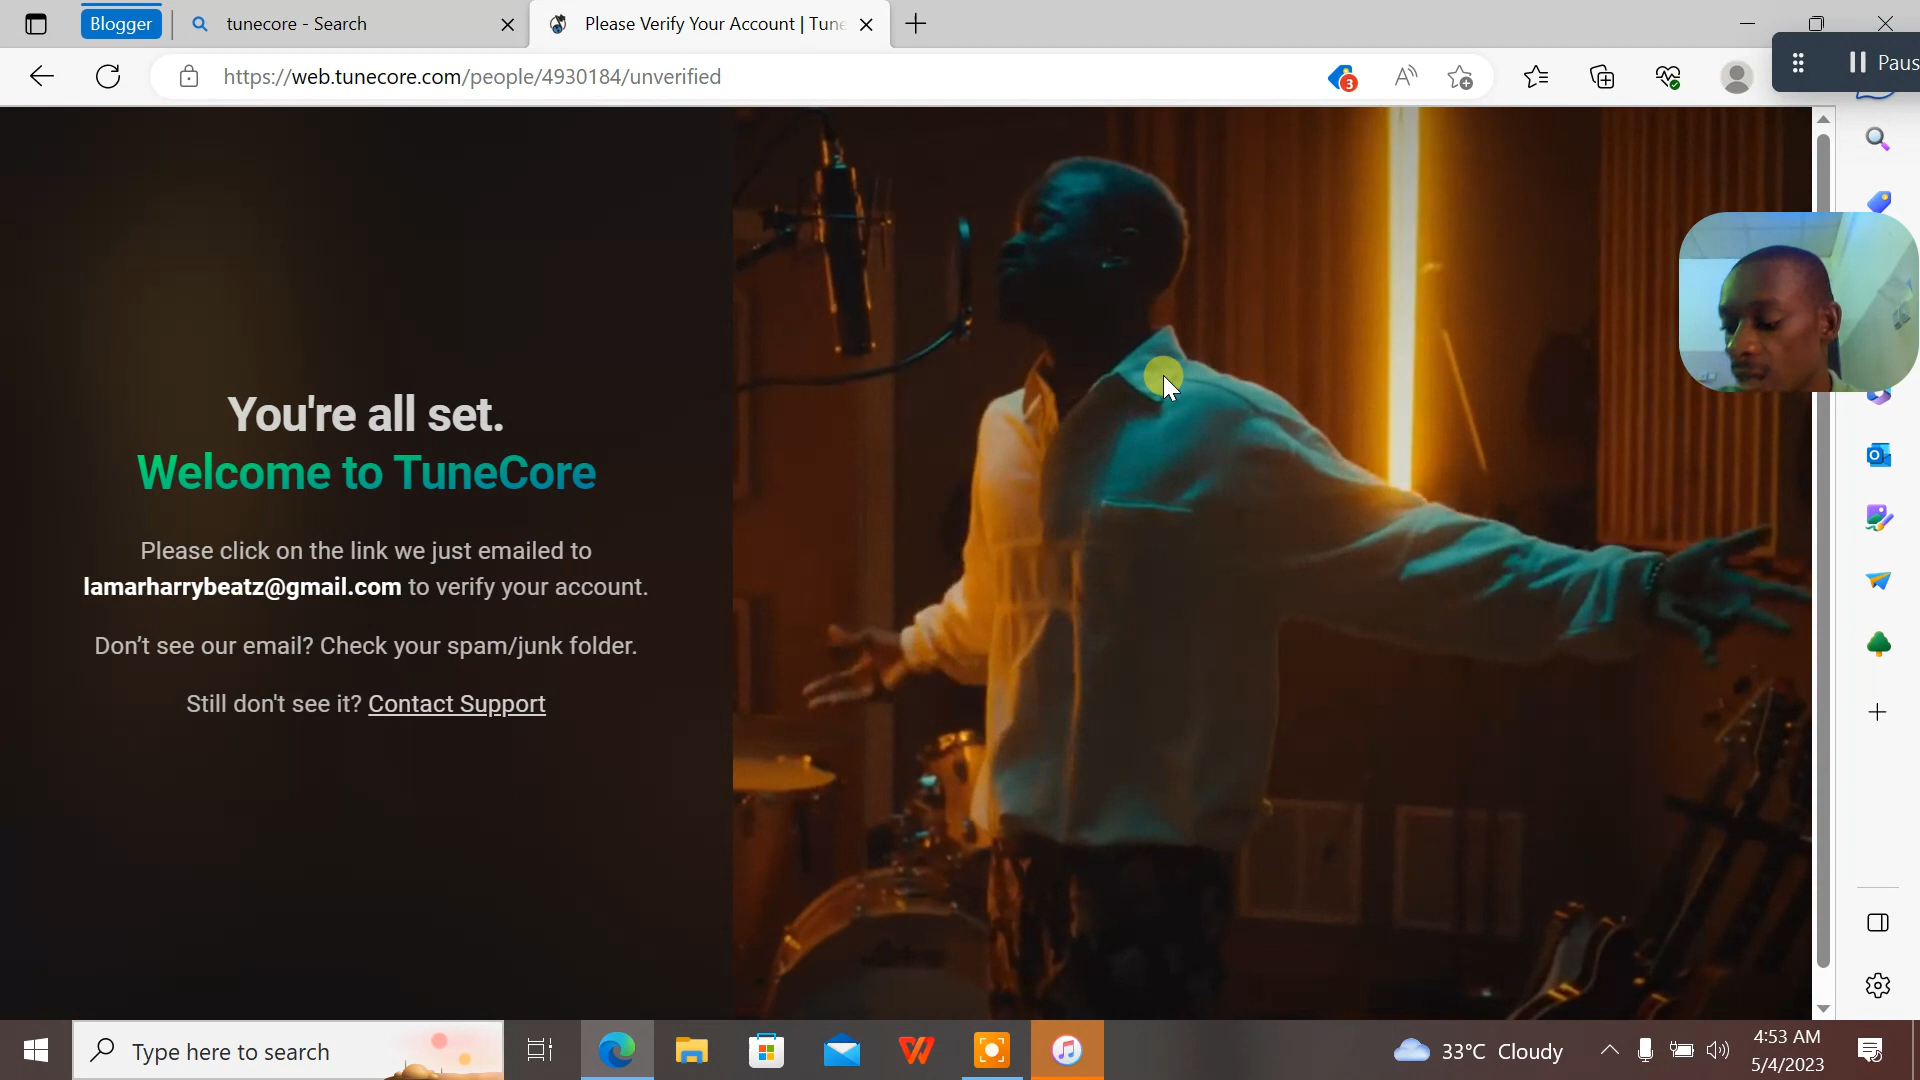 Blogger
tunecore - Search
Please Verify Your Account | Tune
https://web.tunecore.com/people/4930184/unverified
3
Paus
You're all set.
Welcome to TuneCore
Please click on the link we just emailed to
lamarharrybeatz@gmail.com to verify your account.
Don't see our email? Check your spam/junk folder.
Still don't see it? Contact Support
Type here to search
33°C Cloudy
4:53 AM
5/4/2023